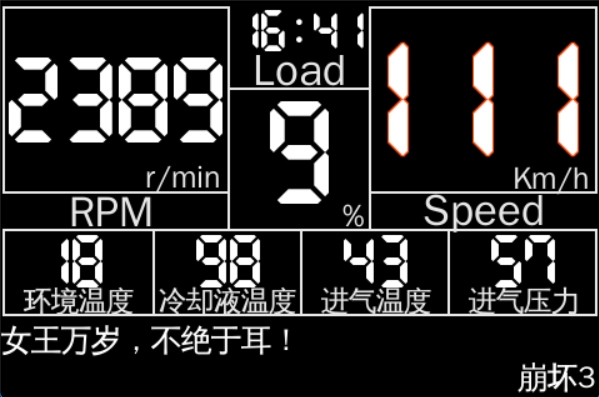 16:41
2389
r/min
RPM
Load
9
%
111
Km/h
Speed
18
环境温度
98
冷却液温度
43
进气温度
57
进气压力
女王万岁，不绝于耳！
崩坏3